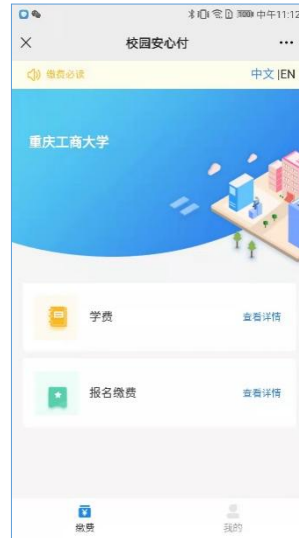 中午11:12
校园安心付
缴费必读
中文 |EN
重庆工商大学
学费
查看详情
报名缴费
查看详情
缴费
我的